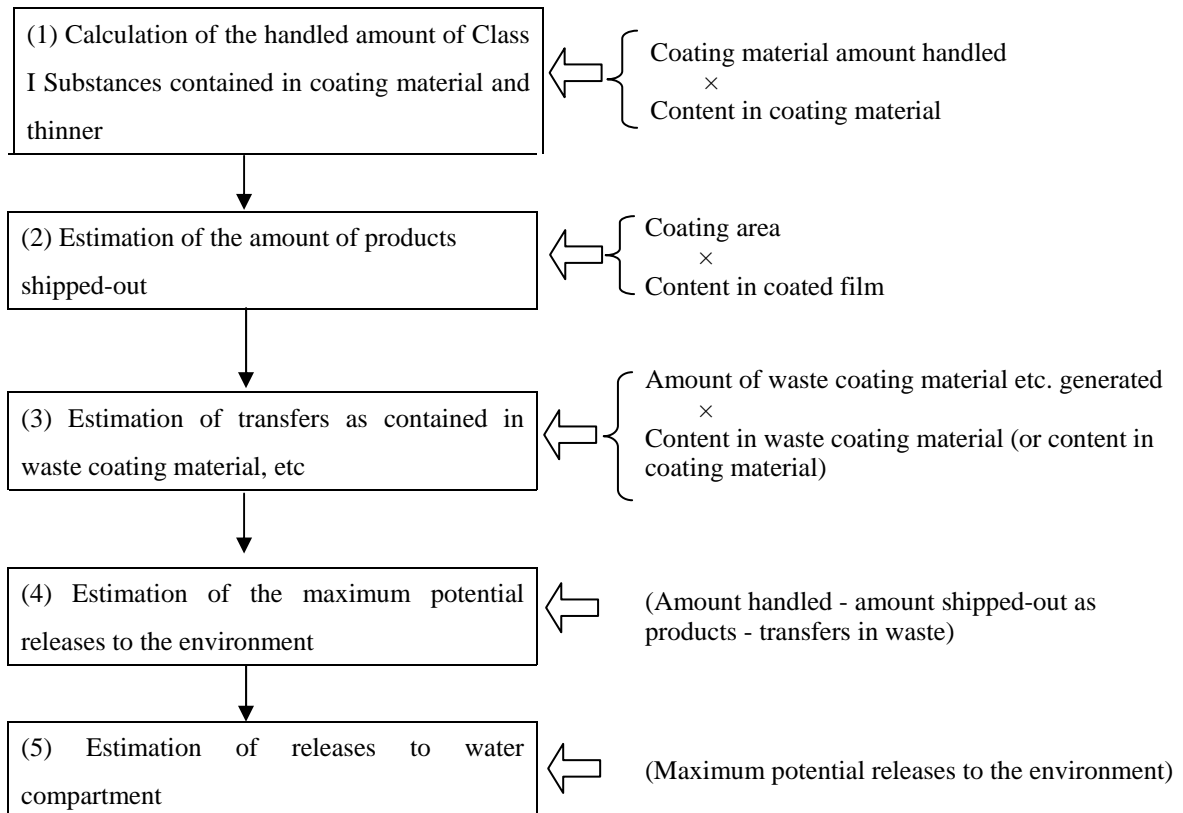 (1) Calculation of the handled amount of Class
I Substances contained in coating material and
thinner
Coating material amount handled
×
Content in coating material
(2) Estimation of the amount of products
shipped-out
Coating area
×
Content in coated film
(3) Estimation of transfers as contained in
waste coating material, etc
Amount of waste coating material etc. generated
×
Content in waste coating material (or content in
coating material)
(4) Estimation of the maximum potential
releases to the environment
(Amount handled - amount shipped-out as
products - transfers in waste)
(5) Estimation of releases to water
compartment
(Maximum potential releases to the environment)